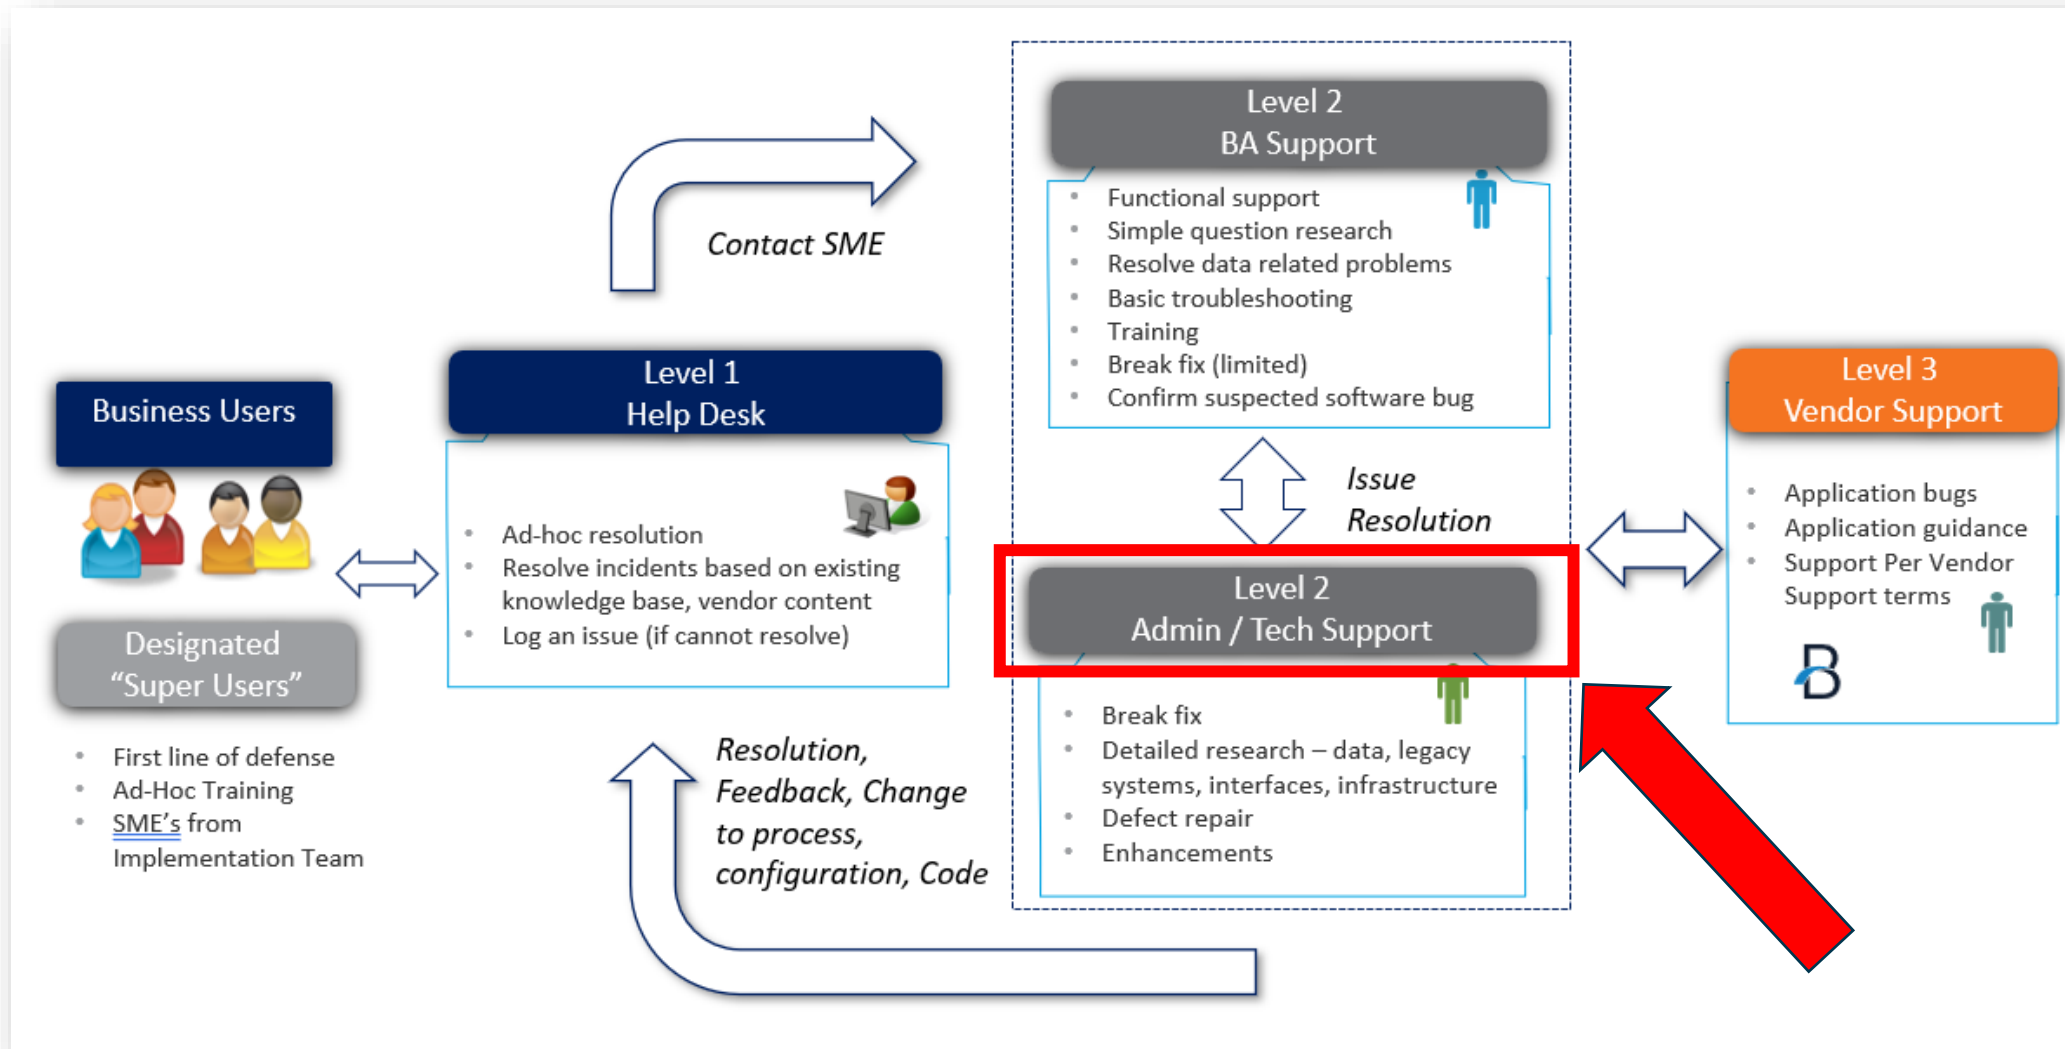 Business Users
Designated
“Super Users”
• First line of defense
• Ad-Hoc Training
• SME’s from
Implementation Team
Level 1
Help Desk
• Ad-hoc resolution
• Resolve incidents based on existing
knowledge base, vendor content
• Log an issue (if cannot resolve)
Contact SME
Resolution,
Feedback, Change
to process,
configuration, Code
Level 2
BA Support
• Functional support
• Simple question research
• Resolve data related problems
• Basic troubleshooting
• Training
• Break fix (limited)
• Confirm suspected software bug
Issue
Resolution
Level 2
Admin / Tech Support
• Break fix
• Detailed research – data, legacy
systems, interfaces, infrastructure
• Defect repair
• Enhancements
Level 3
Vendor Support
• Application bugs
• Application guidance
• Support Per Vendor
Support terms
B